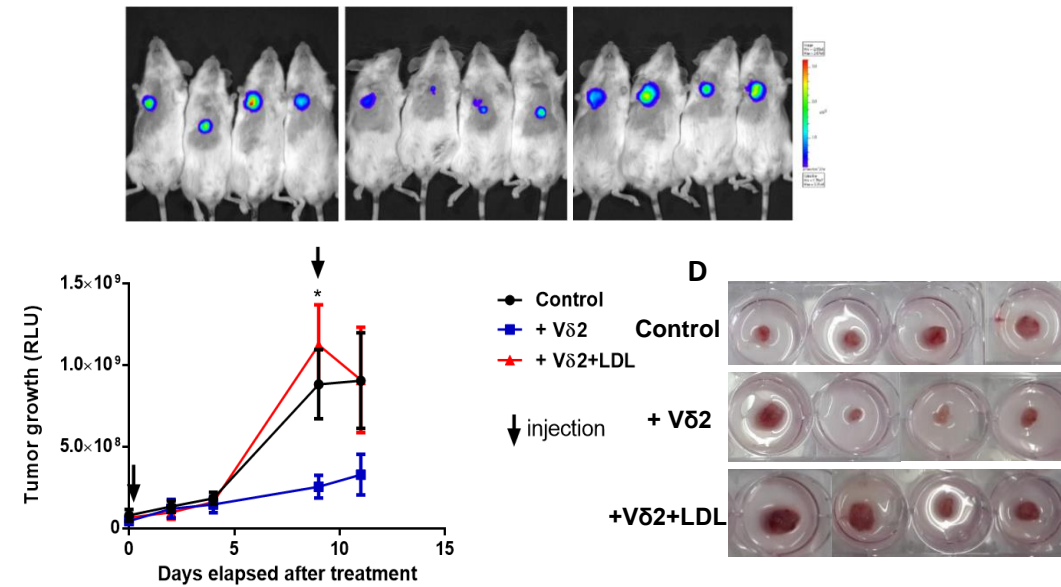 1.5×10⁹
1.0×10⁹
5.0×10⁸
0
Tumor growth (RLU)
*
0 5 10 15
Days elapsed after treatment
Control
+ Vδ2
+ Vδ2+LDL
injection
D
Control
+ Vδ2
+Vδ2+LDL